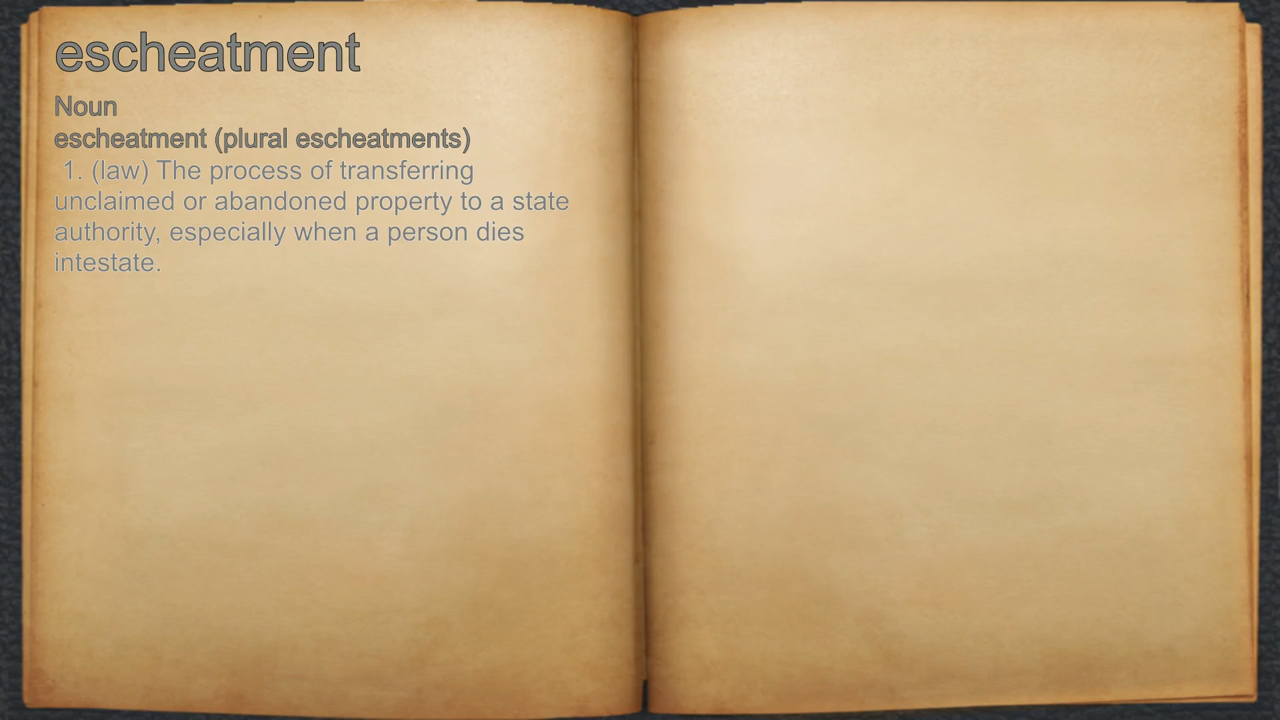 escheatment
Noun
escheatment (plural escheatments)
1. (law) The process of transferring
unclaimed or abandoned property to a state
authority, especially when a person dies
intestate.